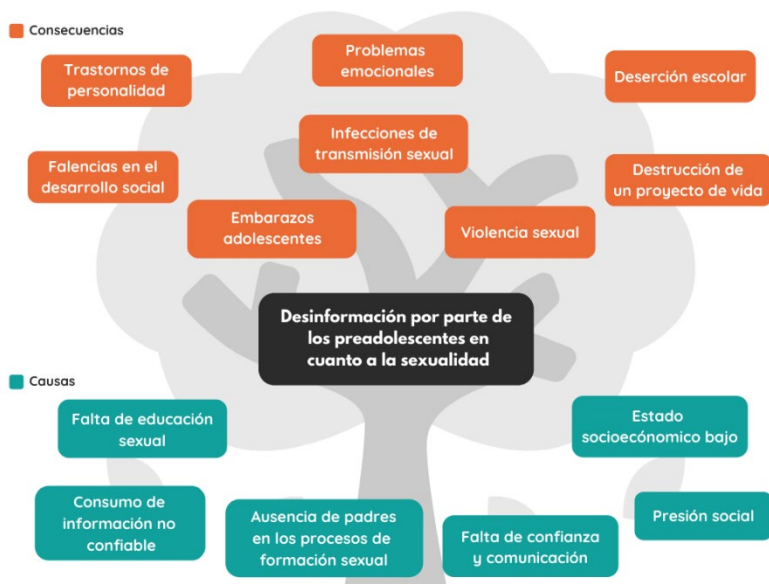 Consecuencias
Trastornos de
personalidad
Problemas
emocionales
Deserción escolar
Falencias en el
desarrollo social
Infecciones de
transmisión sexual
Destrucción de
un proyecto de vida
Embarazos
adolescentes
Violencia sexual
Desinformación por parte de
los preadolescentes en
cuanto a la sexualidad
Causas
Falta de educación
sexual
Estado
socioecónomico bajo
Consumo de
información no
confiable
Ausencia de padres
en los procesos de
formación sexual
Falta de confianza
y comunicación
Presión social